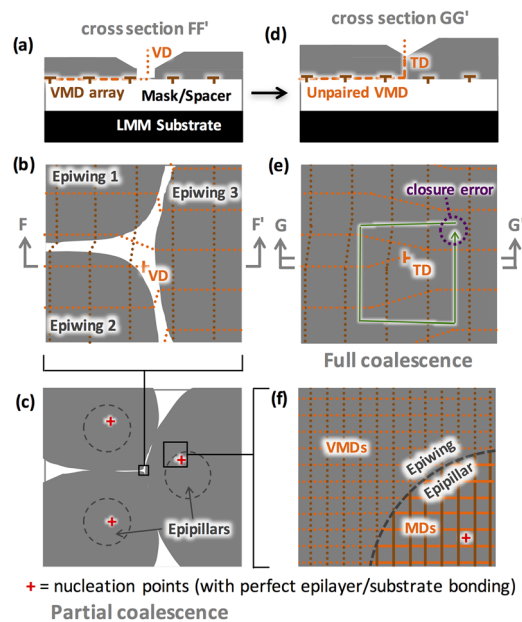 cross section FF'
cross section GG'
(a)
VD
VMD array
Mask/Spacer
LMM Substrate
(d)
TD
Unpaired VMD
(b)
Epiwing 1
Epiwing 3
F
F'
VD
Epiwing 2
(e)
closure error
G
G'
TD
Full coalescence
(c)
Epipillars
(f)
VMDs
Epiwing
Epipillar
MDs
+ = nucleation points (with perfect epilayer/substrate bonding)
Partial coalescence